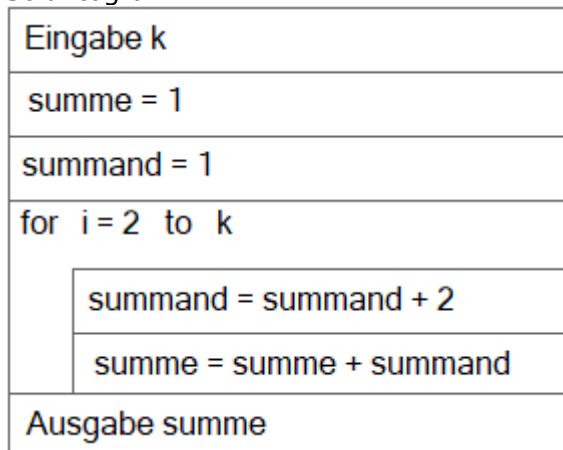 Eingabe k
summe = 1
summand = 1
for i = 2 to k
summand = summand + 2
summe = summe + summand
Ausgabe summe